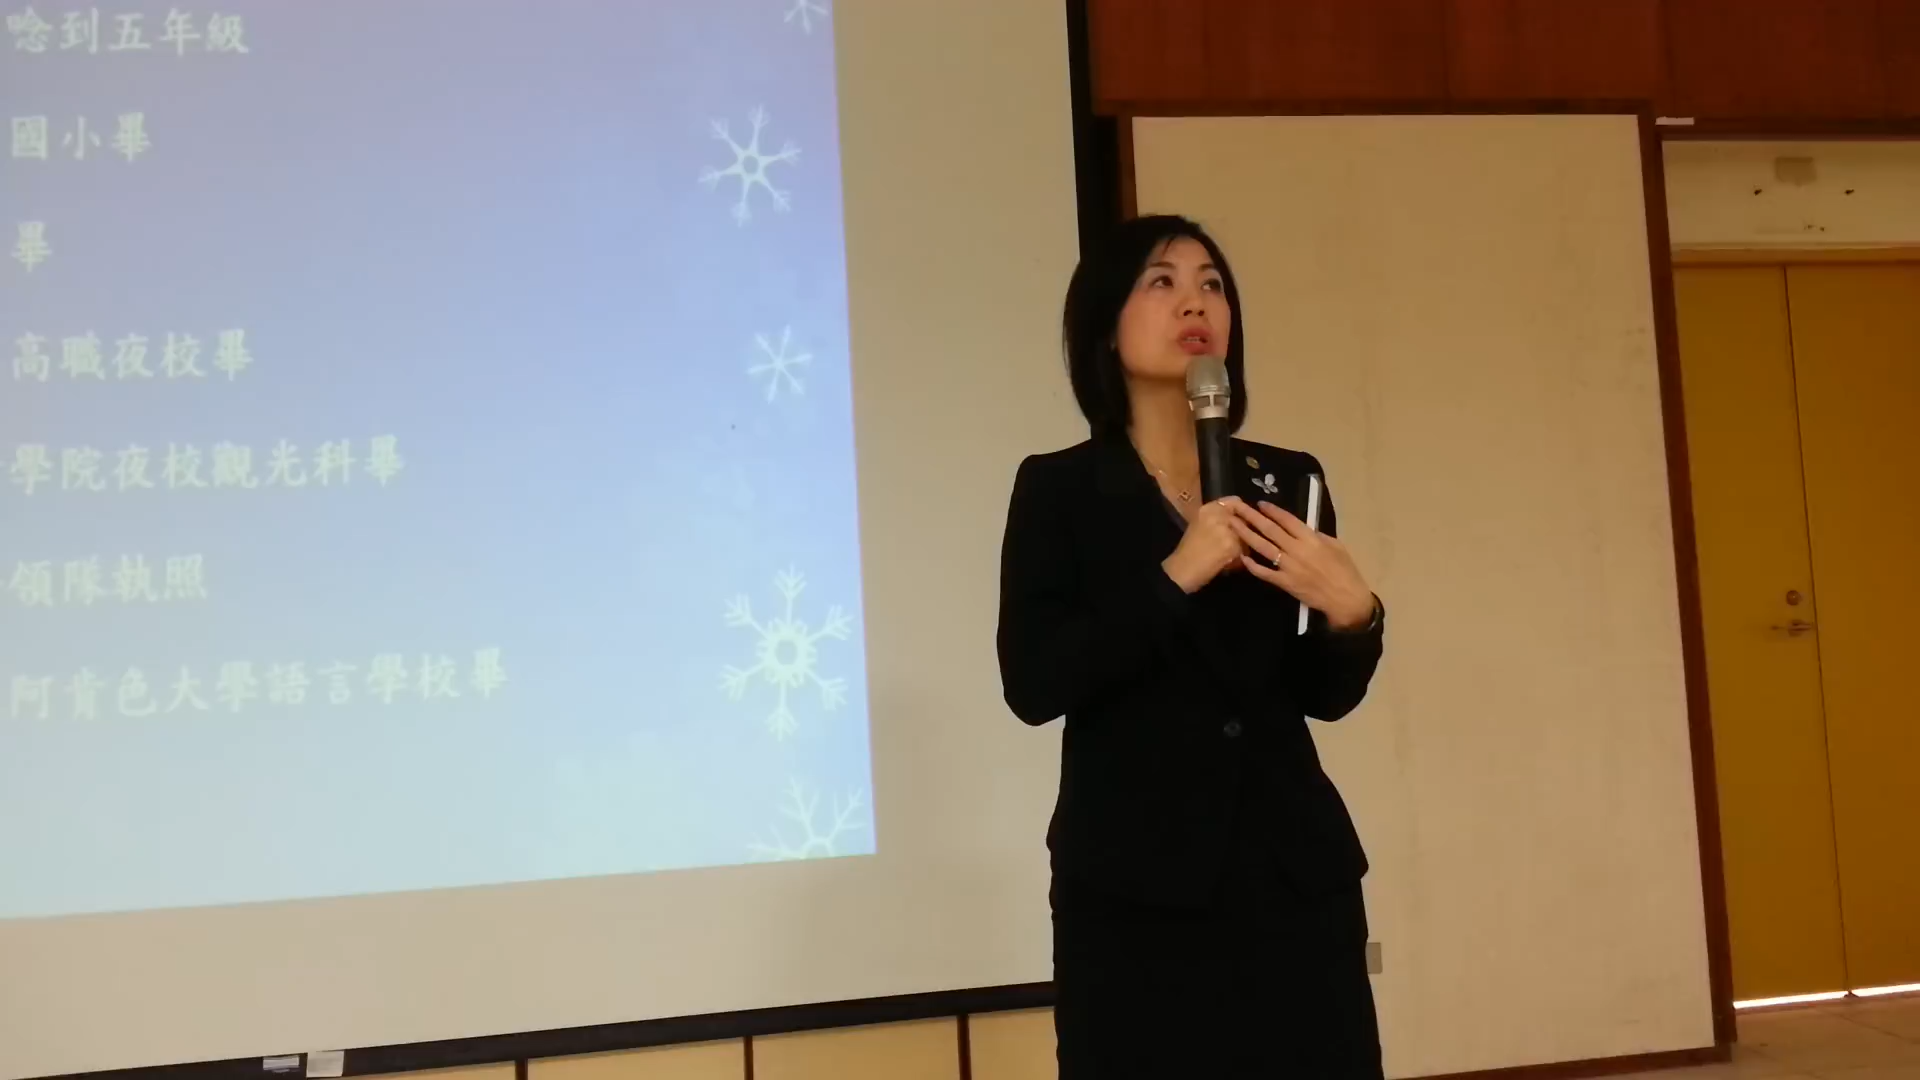 唸到五年級
國小畢
畢
高職夜校畢
學院夜校觀光科畢
領隊執照
阿肯色大學語言學校畢